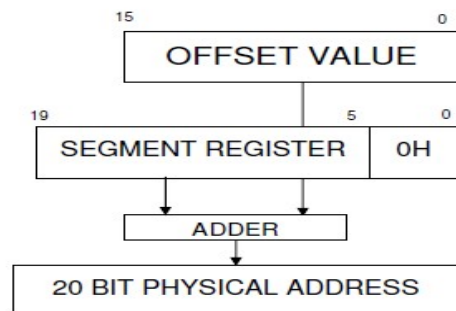 15 0
OFFSET VALUE
19 5 0
SEGMENT REGISTER 0H
ADDER
20 BIT PHYSICAL ADDRESS